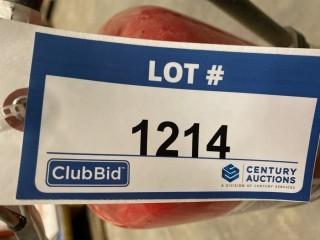 LOT #
1214
ClubBid
CENTURY
AUCTIONS
A DIVISION OF CENTURY SERVICES